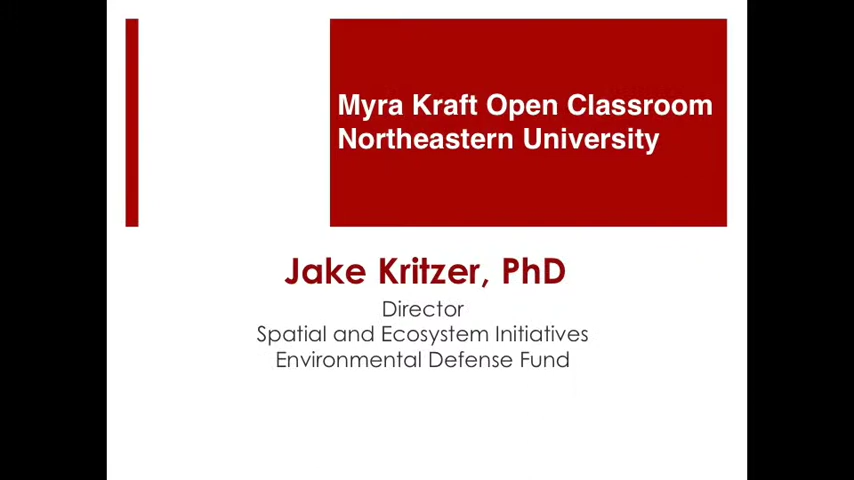 Myra Kraft Open Classroom
Northeastern University
Jake Kritzer, PhD
Director
Spatial and Ecosystem Initiatives
Environmental Defense Fund